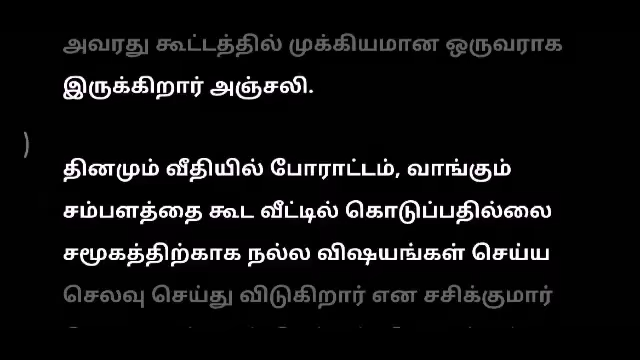 அவரது கூட்டத்தில் முக்கியமான ஒருவராக
இருக்கிறார் அஞ்சலி.
தினமும் வீதியில் போராட்டம், வாங்கும்
சம்பளத்தை கூட வீட்டில் கொடுப்பதில்லை
சமூகத்திற்காக நல்ல விஷயங்கள் செய்ய
செலவு செய்து விடுகிறார் என சசிக்குமார்